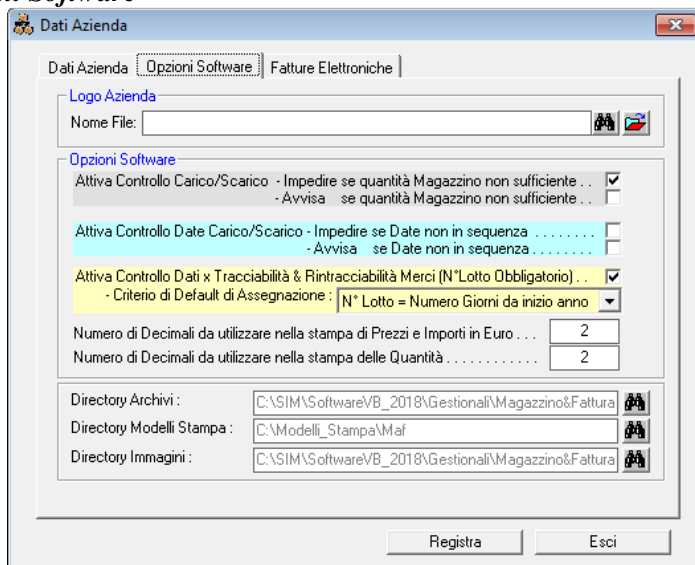 Software
Dati Azienda
Dati Azienda Opzioni Software Fatture Elettroniche
Logo Azienda
Nome File:
Opzioni Software
Attiva Controllo Carico/Scarico - Impedire se quantità Magazzino non sufficiente . .
- Avvisa se quantità Magazzino non sufficiente . .
Attiva Controllo Date Carico/Scarico - Impedire se Date non in sequenza . . . . . . . .
- Avvisa se Date non in sequenza . . . . . . . .
Attiva Controllo Dati x Tracciabilità & Rintracciabilità Merci (N°Lotto Obbligatorio) . .
- Criterio di Default di Assegnazione : N° Lotto = Numero Giorni da inizio anno
Numero di Decimali da utilizzare nella stampa di Prezzi e Importi in Euro . . . 2
Numero di Decimali da utilizzare nella stampa delle Quantità . . . . . . . . . . . . 2
Directory Archivi : C:\SIM\SoftwareVB_2018\Gestionali\Magazzino&Fattura
Directory Modelli Stampa : C:\Modelli_Stampa\Maf
Directory Immagini : C:\SIM\SoftwareVB_2018\Gestionali\Magazzino&Fattura
Registra Esci